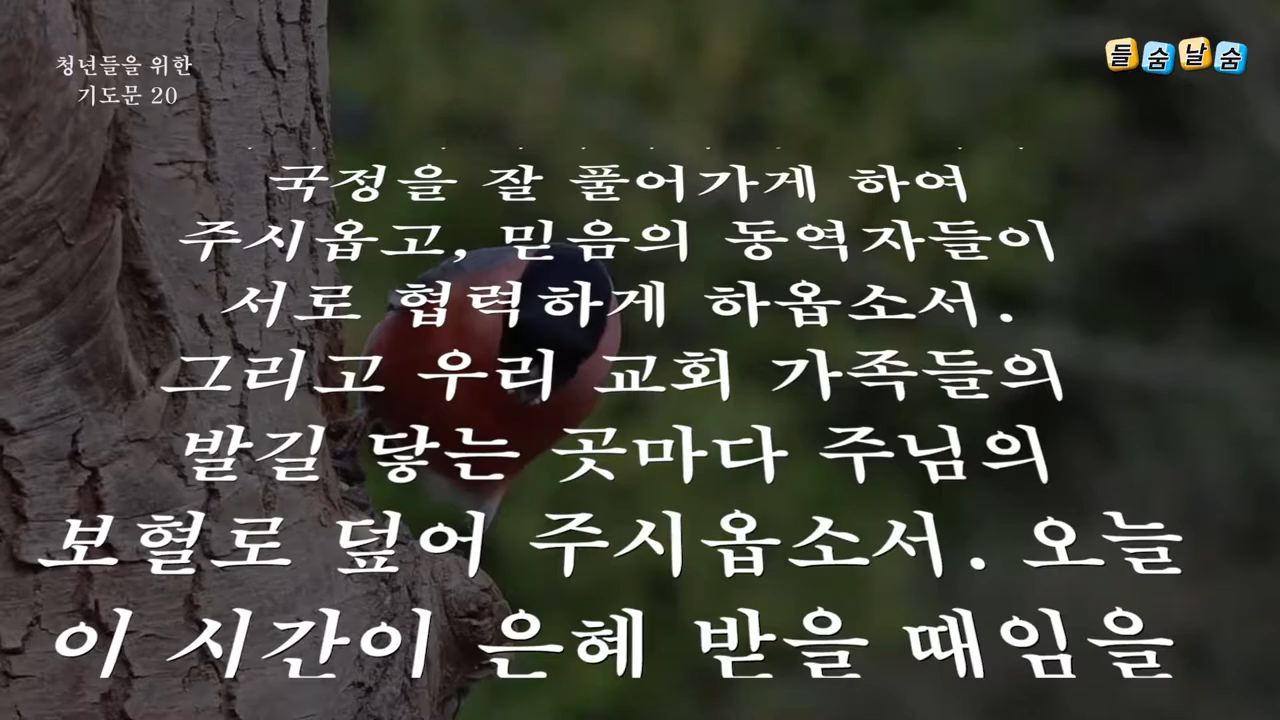 청년들을 위한
기도문 20
들숨날숨
국정을 잘 풀어가게 하여
주시옵고, 믿음의 동역자들이
서로 협력하게 하옵소서.
그리고 우리 교회 가족들의
발길 닿는 곳마다 주님의
보혈로 덮어 주시옵소서. 오늘
이 시간이 은혜 받을 때임을